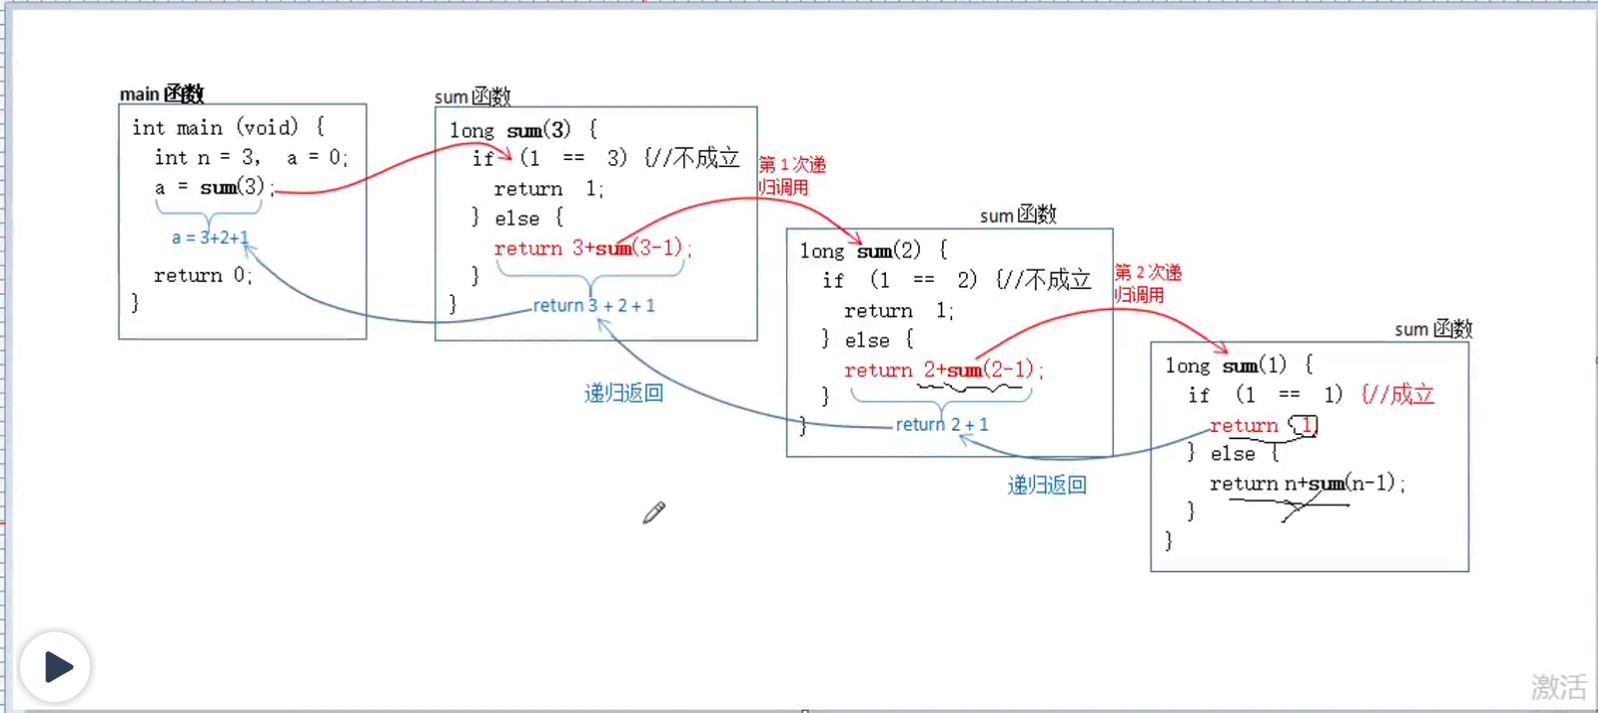 main 函数
int main (void) {
int n = 3,  a = 0;
a = sum(3);
a = 3+2+1
return 0;
}
sum 函数
long sum(3) {
if (1 == 3) {//不成立
return 1;
} else {
return 3+sum(3-1);
}
return 3 + 2 + 1
}
第 1 次递
归调用
递归返回
sum 函数
long sum(2) {
if (1 == 2) {//不成立
return 1;
} else {
return 2+sum(2-1);
}
return 2 + 1
}
第 2 次递
归调用
递归返回
sum 函数
long sum(1) {
if (1 == 1) {//成立
return 1;
} else {
return n+sum(n-1);
}
}
激活